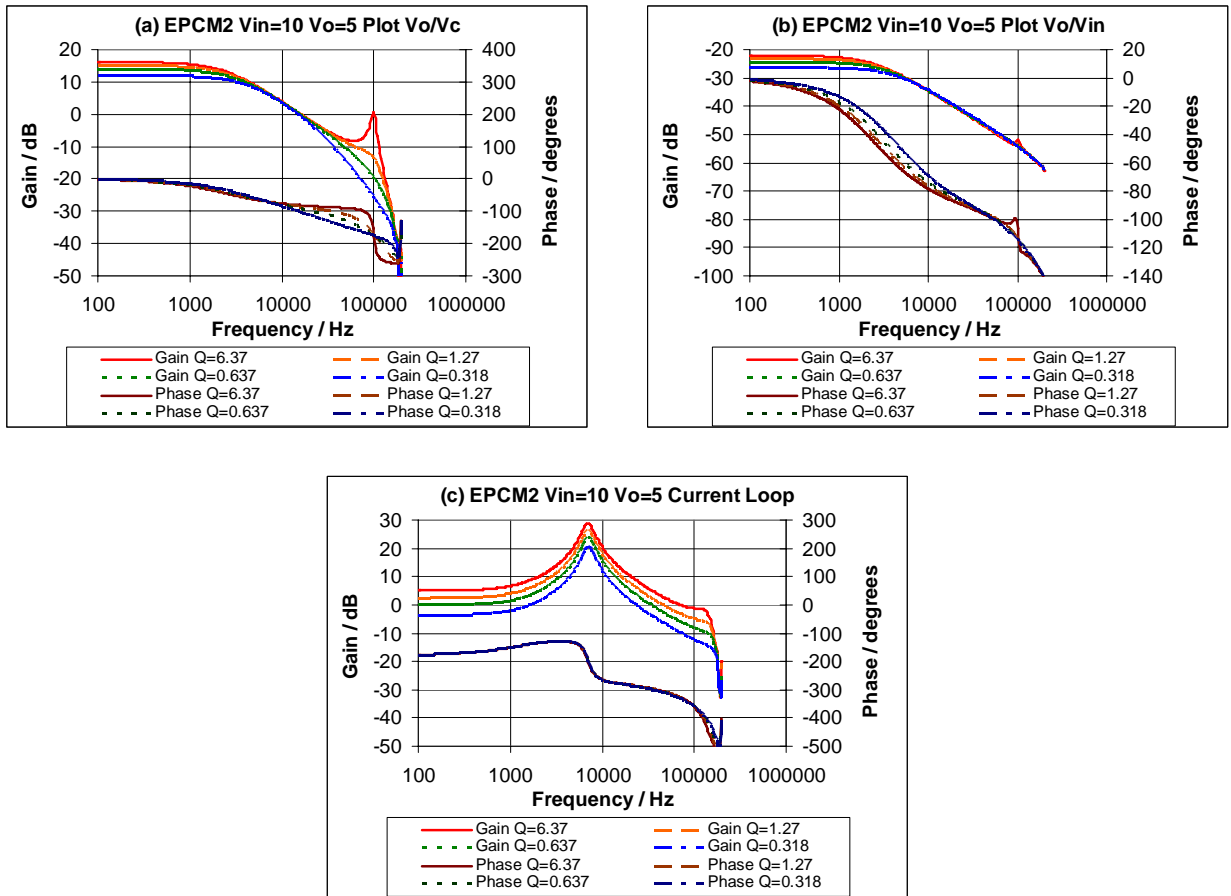 (a) EPCM2 Vin=10 Vo=5 Plot Vo/Vc
20
10
0
-10
-20
-30
-40
-50
Gain / dB
400
300
200
100
0
-100
-200
-300
Phase / degrees
100 1000 10000 100000 1000000
Frequency / Hz
Gain Q=6.37 Gain Q=1.27
Gain Q=0.637 Gain Q=0.318
Phase Q=6.37 Phase Q=1.27
Phase Q=0.637 Phase Q=0.318
(b) EPCM2 Vin=10 Vo=5 Plot Vo/Vin
-20
-30
-40
-50
-60
-70
-80
-90
-100
Gain / dB
20
0
-20
-40
-60
-80
-100
-120
-140
Phase / degrees
100 1000 10000 100000 1000000
Frequency / Hz
Gain Q=6.37 Gain Q=1.27
Gain Q=0.637 Gain Q=0.318
Phase Q=6.37 Phase Q=1.27
Phase Q=0.637 Phase Q=0.318
(c) EPCM2 Vin=10 Vo=5 Current Loop
30
20
10
0
-10
-20
-30
-40
-50
Gain / dB
300
200
100
0
-100
-200
-300
-400
-500
Phase / degrees
100 1000 10000 100000 1000000
Frequency / Hz
Gain Q=6.37 Gain Q=1.27
Gain Q=0.637 Gain Q=0.318
Phase Q=6.37 Phase Q=1.27
Phase Q=0.637 Phase Q=0.318